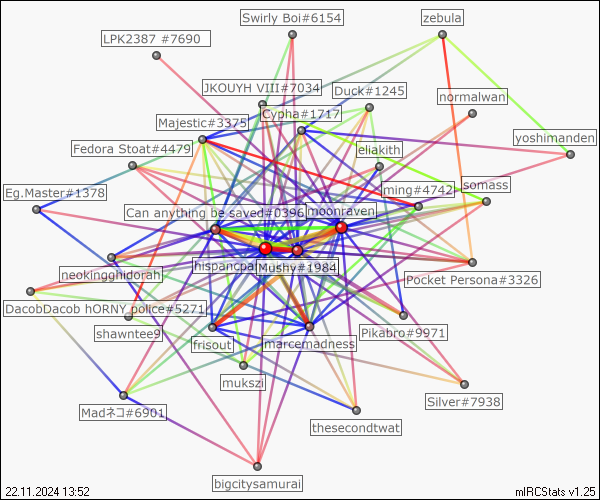 Swirly Boi#6154
zebula
LPK2387 #7690
JKOUYH VIII#7034
Duck#1245
normalwan
Cypha#1717
Majestic#3375
yoshimanden
Fedora Stoat#4479
eliakith
Eg.Master#1378
ming#4742
somass
Can anything be saved#0396
moonraven
hispancpa
Mushy#1984
neokingghidorah
Pocket Persona#3326
DacobDacob hORNY police#5271
shawntee9
Pikabro#9971
frisout
marcemadness
mukszi
Silver#7938
Madネコ#6901
thesecondtwat
bigcitysamurai
22.11.2024 13:52
mIRCStats v1.25